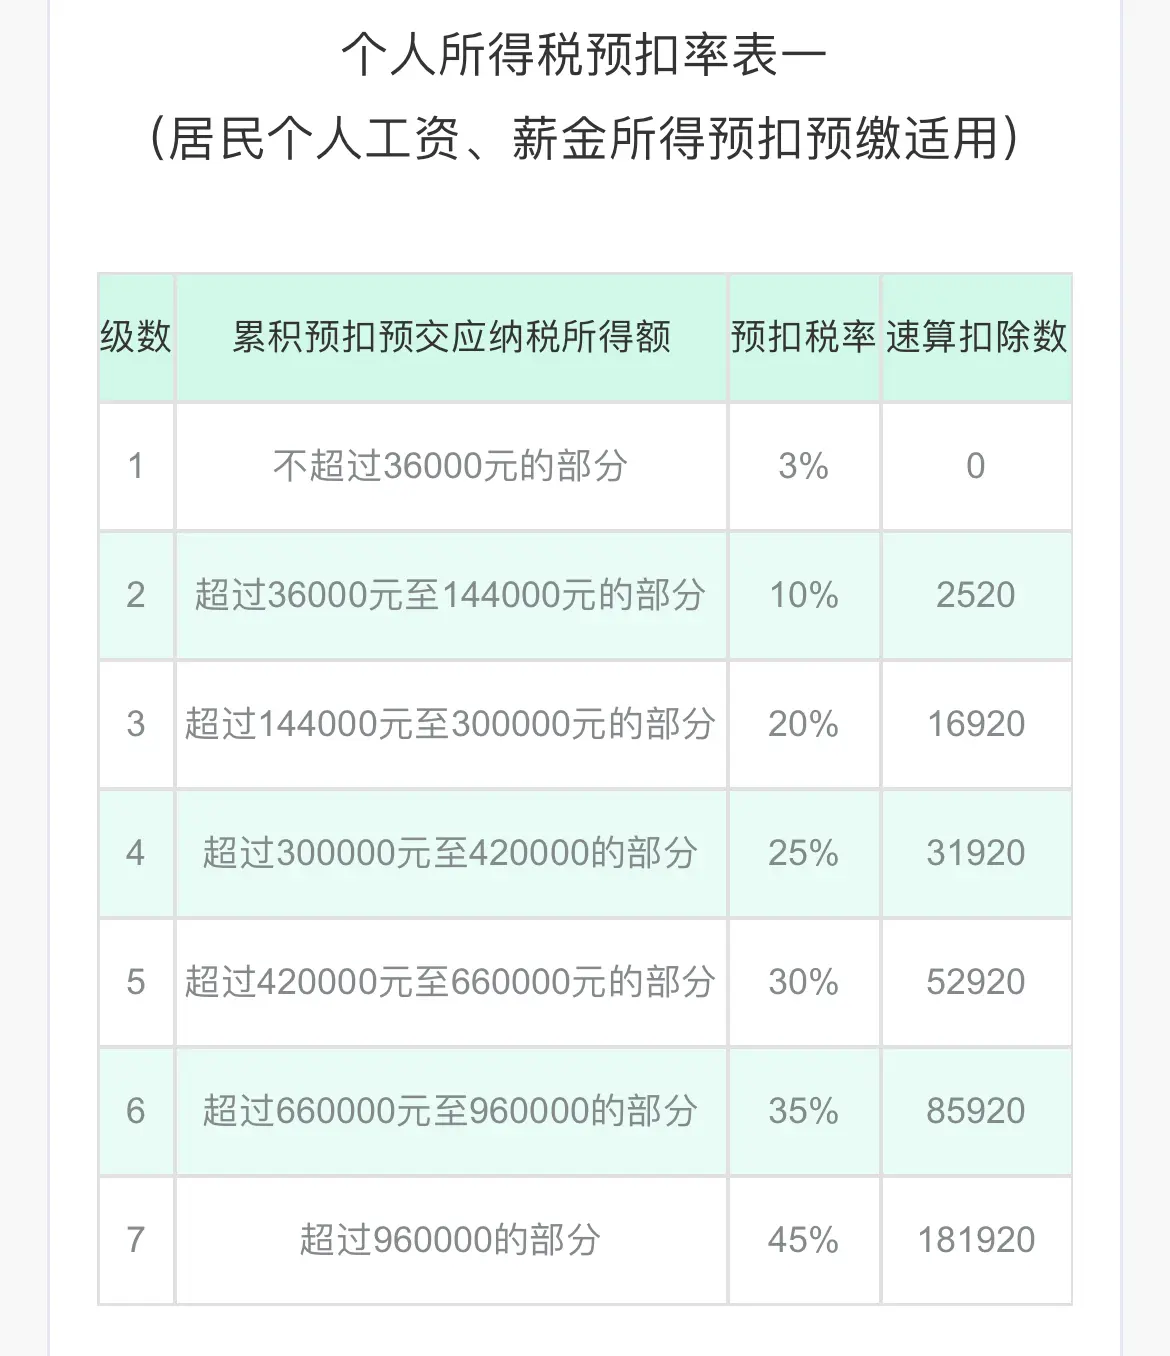 个人所得税预扣率表一
（居民个人工资、薪金所得预扣预缴适用）
级数 累积预扣预交应纳税所得额 预扣税率 速算扣除数
1 不超过36000元的部分 3% 0
2 超过36000元至144000元的部分 10% 2520
3 超过144000元至300000元的部分 20% 16920
4 超过300000元至420000的部分 25% 31920
5 超过420000元至660000元的部分 30% 52920
6 超过660000元至960000的部分 35% 85920
7 超过960000的部分 45% 181920